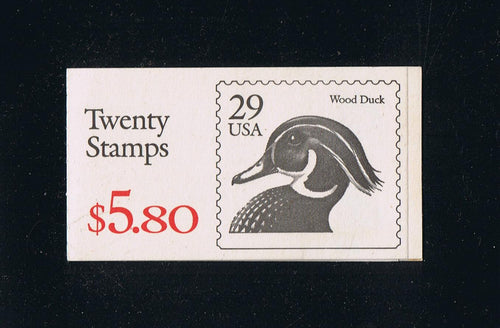 Twenty
Stamps
$5.80
29
USA
Wood Duck